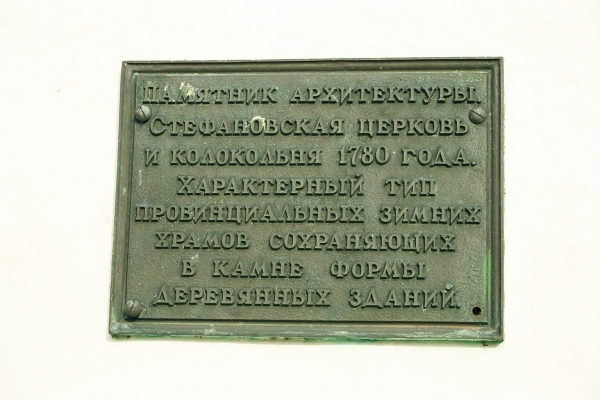 ПАМЯТНИК АРХИТЕКТУРЫ.
СТЕФАНОВСКАЯ ЦЕРКОВЬ
И КОЛОКОЛЬНЯ 1780 ГОДА.
ХАРАКТЕРНЫЙ ТИП
ПРОВИНЦИАЛЬНЫХ ЗИМНИХ
ХРАМОВ СОХРАНЯЮЩИХ
В КАМНЕ ФОРМЫ
ДЕРЕВЯННЫХ ЗДАНИЙ.